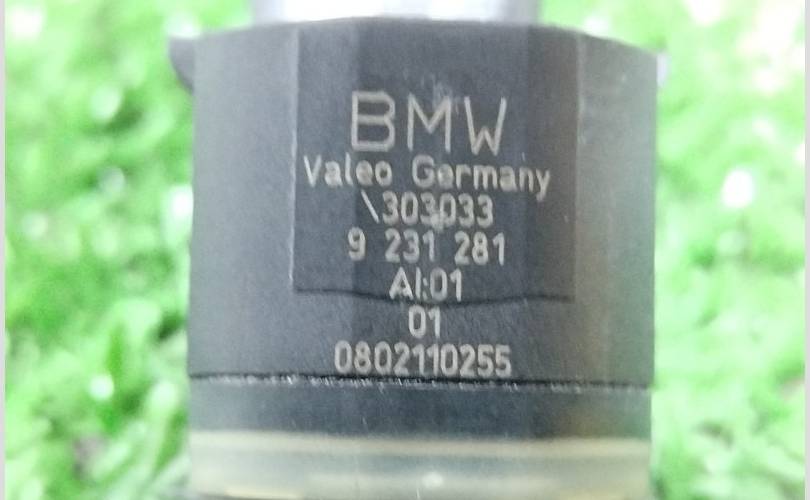 BMW
Valeo Germany
\303033
9 231 281
AI:01
01
0802110255